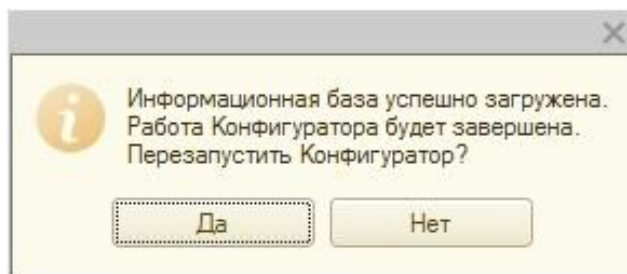 Информационная база успешно загружена.
Работа Конфигуратора будет завершена.
Перезапустить Конфигуратор?
Да Нет